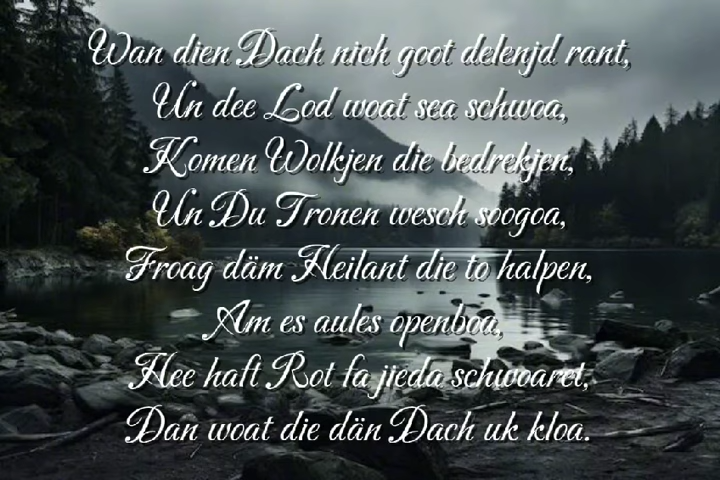 Wan dien Dach nich goot delenjd rant,
Un dee Lod woat sea schwoa,
Komen Wolkjen die bedrekjen,
Un Du Tronen wesch soogoa,
Froag däm Heilant die to halpen,
Am es aules openboa,
Hee haft Rot fa jieda schwoaret,
Dan woat die dän Dach uk kloa.